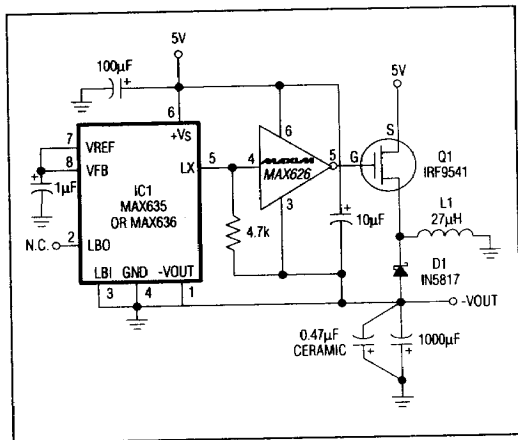 5V
100µF
+
6
+VS
7
VREF
8
VFB
+
1µF
IC1
MAX635
OR MAX636
LX
5
N.C.
2
LBO
LBI
GND
-VOUT
3
4
1
4
6
MAXIM
MAX626
5
3
4.7k
+
10µF
5V
S
G
Q1
IRF9541
L1
27µH
D1
IN5817
-VOUT
0.47µF
CERAMIC
+
+
1000µF